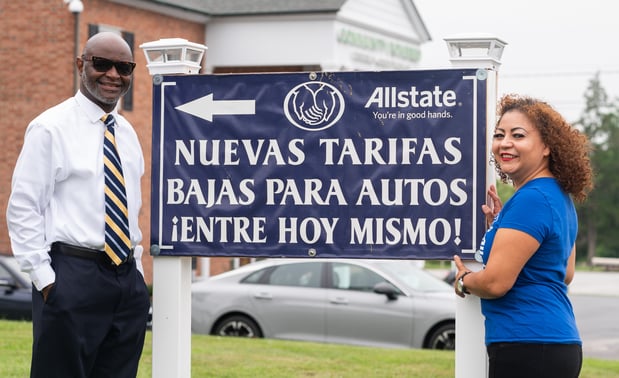 Allstate
You're in good hands.
NUEVAS TARIFAS
BAJAS PARA AUTOS
¡ENTRE HOY MISMO!